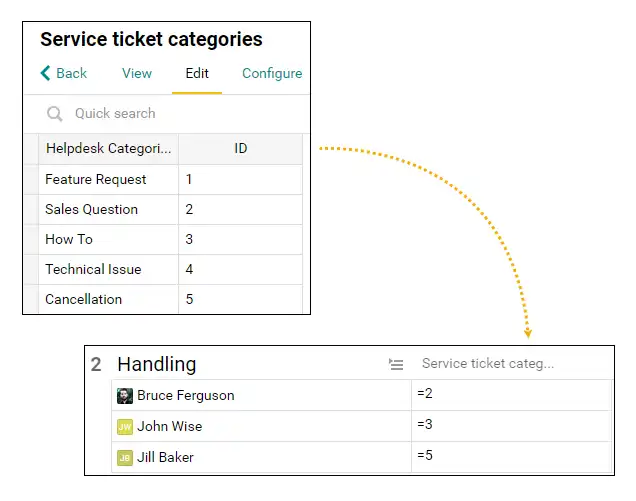 Service ticket categories
Back View Edit Configure
Quick search
Helpdesk Categori... ID
Feature Request 1
Sales Question 2
How To 3
Technical Issue 4
Cancellation 5
2 Handling Service ticket categ...
Bruce Ferguson =2
JW John Wise =3
JB Jill Baker =5